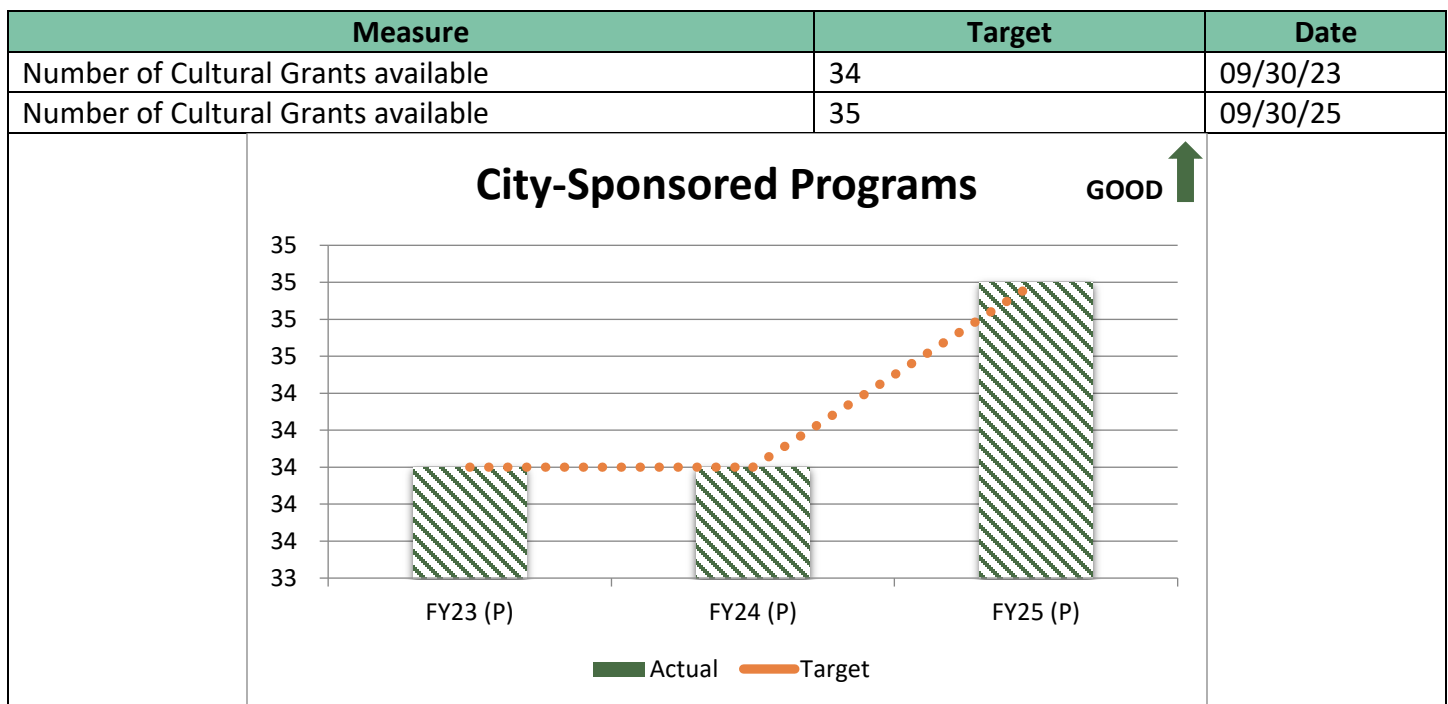 Measure Target Date
Number of Cultural Grants available 34 09/30/23
Number of Cultural Grants available 35 09/30/25
City-Sponsored Programs GOOD
35
35
35
35
34
34
34
34
34
33
FY23 (P) FY24 (P) FY25 (P)
Actual Target